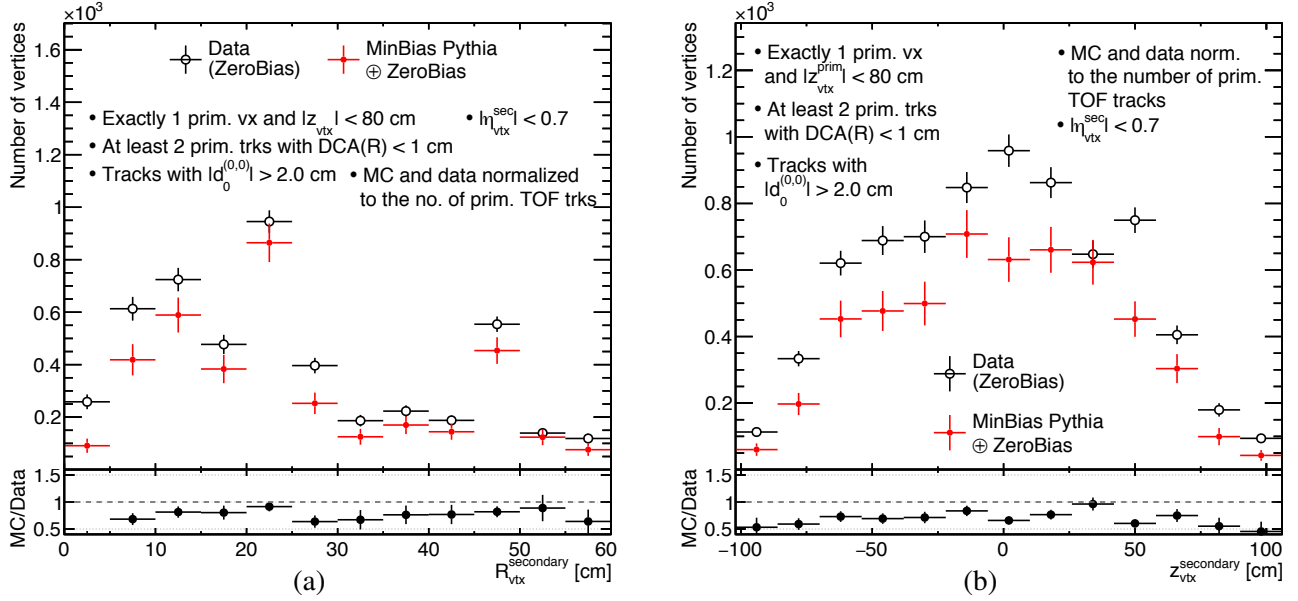 ×10³
Number of vertices
1.6
1.4
1.2
1
0.8
0.6
0.4
0.2
Data
(ZeroBias)
MinBias Pythia
⊕ ZeroBias
• Exactly 1 prim. vx and |z_vtx| < 80 cm
• |η_vtx^sec| < 0.7
• At least 2 prim. trks with DCA(R) < 1 cm
• Tracks with |d_0^(0,0)| > 2.0 cm
• MC and data normalized
to the no. of prim. TOF trks
MC/Data
1.5
1
0.5
0 10 20 30 40 50 60
R_vtx^secondary [cm]
(a)
×10³
Number of vertices
1.2
1
0.8
0.6
0.4
0.2
• Exactly 1 prim. vx
and |z_vtx^prim| < 80 cm
• At least 2 prim. trks
with DCA(R) < 1 cm
• Tracks with
|d_0^(0,0)| > 2.0 cm
• MC and data norm.
to the number of prim.
TOF tracks
• |η_vtx^sec| < 0.7
Data
(ZeroBias)
MinBias Pythia
⊕ ZeroBias
MC/Data
1.5
1
0.5
−100 −50 0 50 100
z_vtx^secondary [cm]
(b)